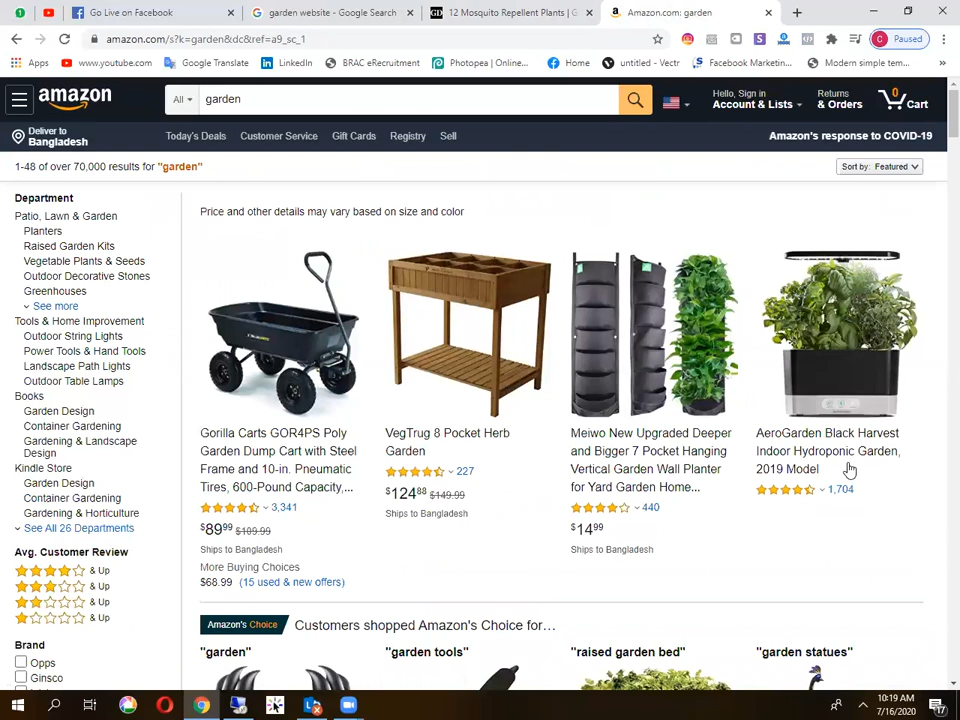 Go Live on Facebook
garden website - Google Search
12 Mosquito Repellent Plants | G
Amazon.com: garden
amazon.com/s?k=garden&dc&ref=a9_sc_1
Paused
Apps
www.youtube.com
Google Translate
LinkedIn
BRAC eRecruitment
Photopea | Online...
Home
untitled - Vectr
Facebook Marketin...
Modern simple tem...
amazon
All
garden
Hello, Sign in
Account & Lists
Returns
& Orders
0
Cart
Deliver to
Bangladesh
Today's Deals
Customer Service
Gift Cards
Registry
Sell
Amazon's response to COVID-19
1-48 of over 70,000 results for "garden"
Sort by: Featured
Department
Patio, Lawn & Garden
Planters
Raised Garden Kits
Vegetable Plants & Seeds
Outdoor Decorative Stones
Greenhouses
See more
Tools & Home Improvement
Outdoor String Lights
Power Tools & Hand Tools
Landscape Path Lights
Outdoor Table Lamps
Books
Garden Design
Container Gardening
Gardening & Landscape
Design
Kindle Store
Garden Design
Container Gardening
Gardening & Horticulture
See All 26 Departments
Avg. Customer Review
& Up
& Up
& Up
& Up
Brand
Opps
Ginsco
Price and other details may vary based on size and color
Gorilla Carts GOR4PS Poly
Garden Dump Cart with Steel
Frame and 10-in. Pneumatic
Tires, 600-Pound Capacity,...
3,341
$89.99 $109.99
Ships to Bangladesh
More Buying Choices
$68.99 (15 used & new offers)
VegTrug 8 Pocket Herb
Garden
227
$124.88 $149.99
Ships to Bangladesh
Meiwo New Upgraded Deeper
and Bigger 7 Pocket Hanging
Vertical Garden Wall Planter
for Yard Garden Home...
440
$14.99
Ships to Bangladesh
AeroGarden Black Harvest
Indoor Hydroponic Garden,
2019 Model
1,704
Amazon's Choice
Customers shopped Amazon's Choice for…
"garden"
"garden tools"
"raised garden bed"
"garden statues"
10:19 AM
7/16/2020
17